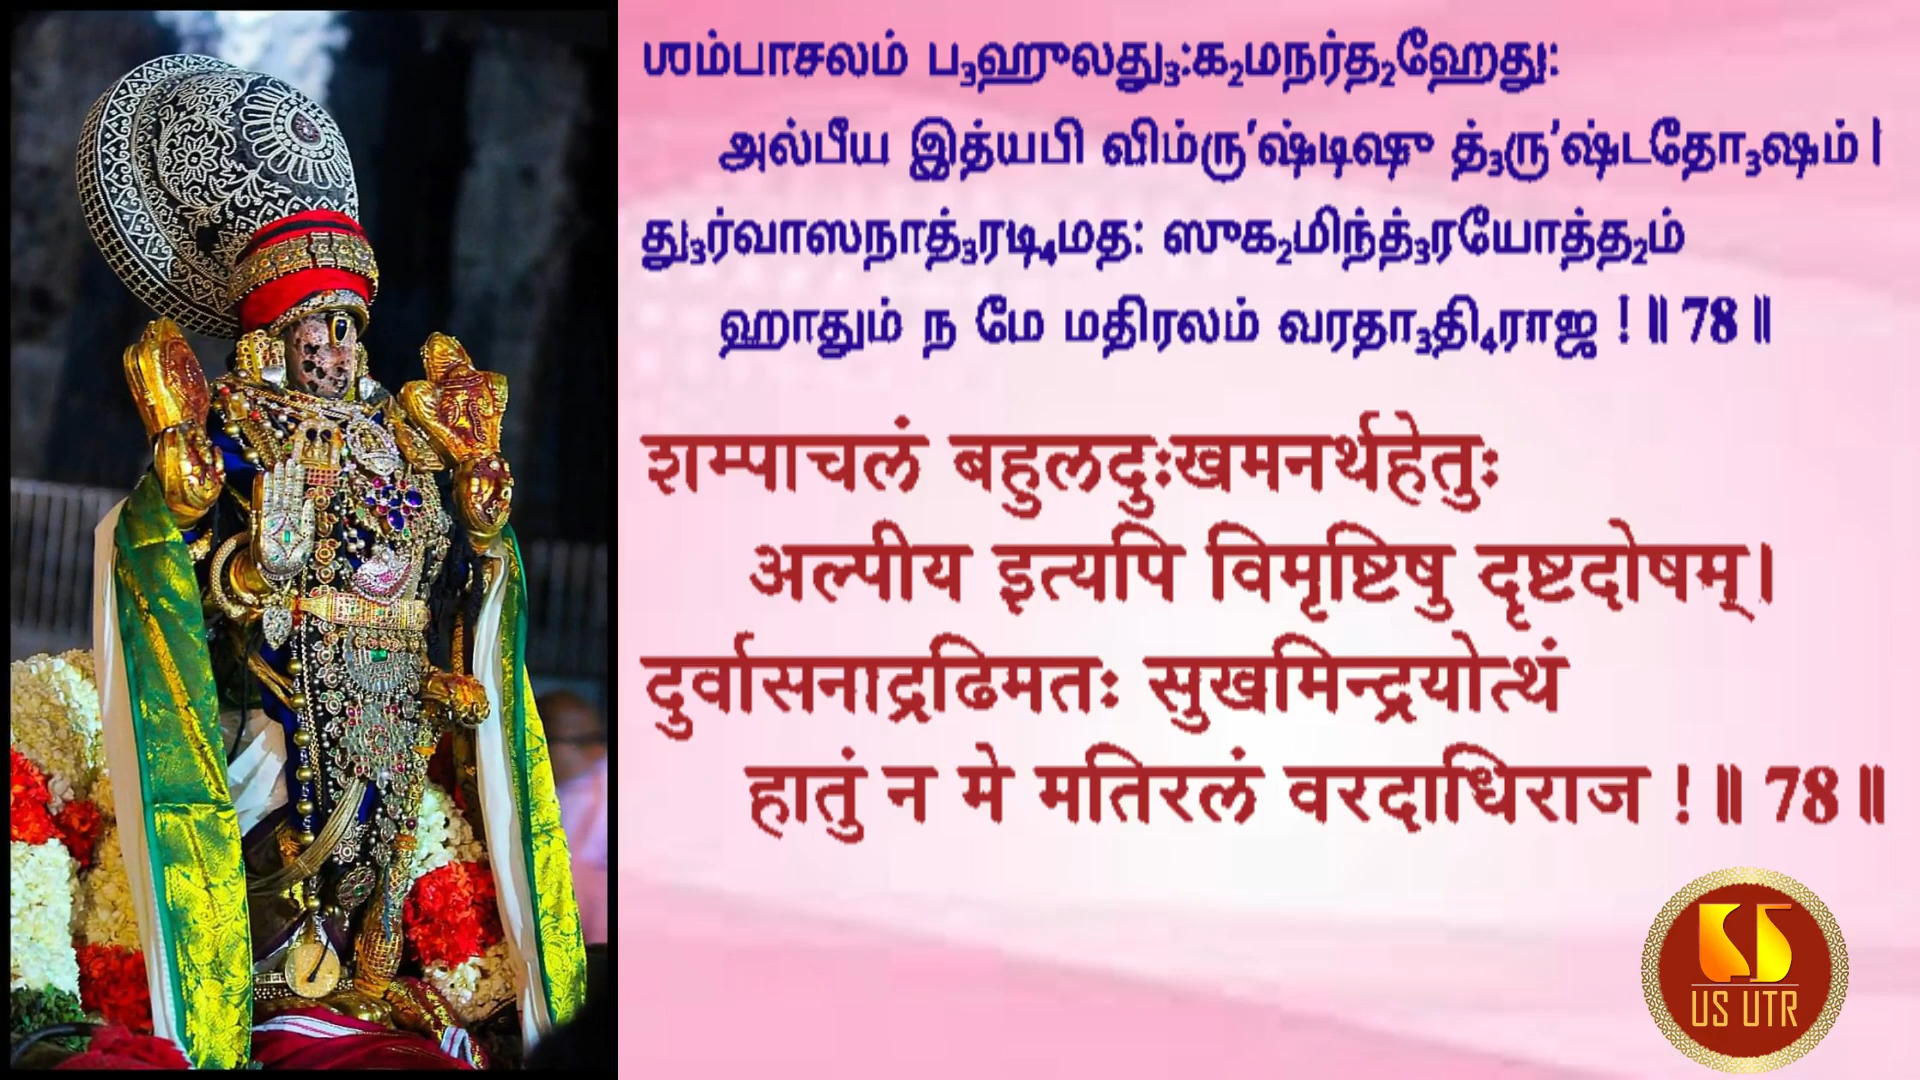 ஶம்பாசலம் ப₃ஹுலது₃:க₂மநர்த₂ஹேது:
அல்பீய இத்யபி விம்ரு'ஷ்டிஷு த்₃ரு'ஷ்டதோ₃ஷம்|
து₃ர்வாஸநாத்₃ரடி₄மத: ஸுக₂மிந்த்₃ரயோத்த₂ம்
ஹாதும் ந மே மதிரலம் வரதா₃தி₄ராஜ ! ॥ 78 ॥
शम्पाचलं बहुलदुःखमनर्थहेतुः
अल्पीय इत्यपि विमृष्टिषु दृष्टदोषम्।
दुर्वासनाद्रढिमतः सुखमिन्द्रयोत्थं
हातुं न मे मतिरलं वरदाधिराज ! ॥ 78 ॥
US UTR